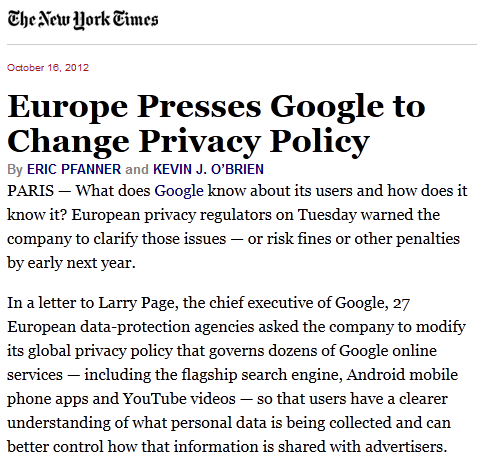 The New York Times
October 16, 2012
Europe Presses Google to
Change Privacy Policy
By ERIC PFANNER and KEVIN J. O’BRIEN
PARIS — What does Google know about its users and how does it
know it? European privacy regulators on Tuesday warned the
company to clarify those issues — or risk fines or other penalties
by early next year.
In a letter to Larry Page, the chief executive of Google, 27
European data-protection agencies asked the company to modify
its global privacy policy that governs dozens of Google online
services — including the flagship search engine, Android mobile
phone apps and YouTube videos — so that users have a clearer
understanding of what personal data is being collected and can
better control how that information is shared with advertisers.